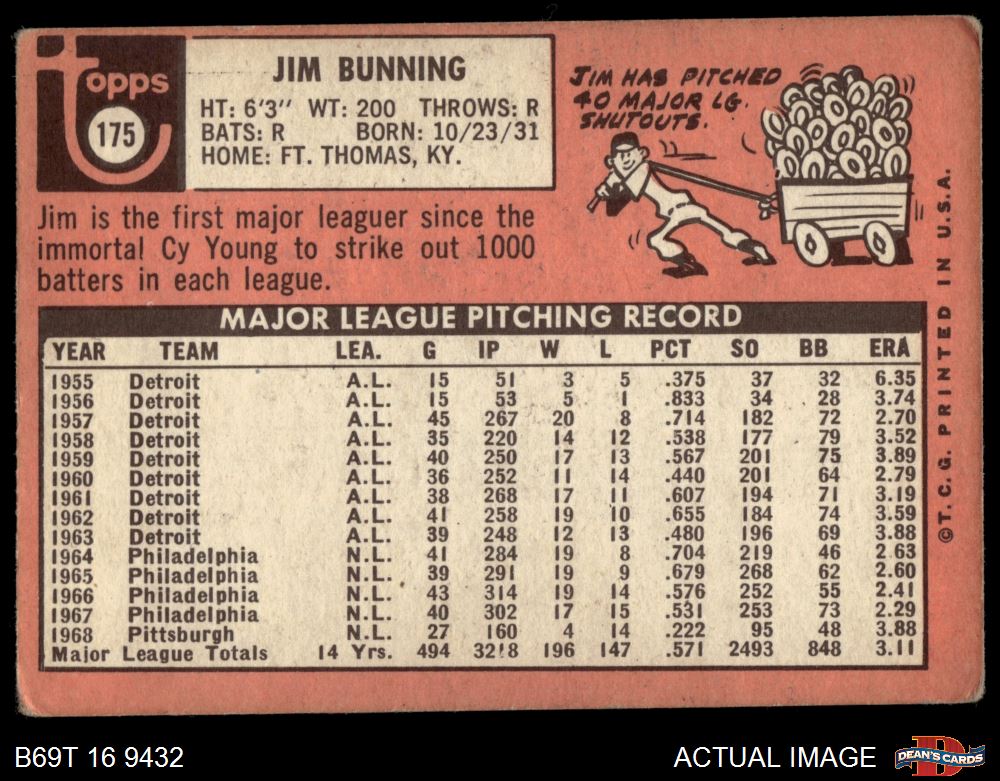 topps
175
JIM BUNNING
HT: 6'3" WT: 200 THROWS: R
BATS: R BORN: 10/23/31
HOME: FT. THOMAS, KY.
JIM HAS PITCHED
40 MAJOR LG.
SHUTOUTS.
Jim is the first major leaguer since the
immortal Cy Young to strike out 1000
batters in each league.
MAJOR LEAGUE PITCHING RECORD
YEAR TEAM LEA. G IP W L PCT SO BB ERA
1955 Detroit A.L. 15 51 3 5 .375 37 32 6.35
1956 Detroit A.L. 15 53 5 1 .833 34 28 3.74
1957 Detroit A.L. 45 267 20 8 .714 182 72 2.70
1958 Detroit A.L. 35 220 14 12 .538 177 79 3.52
1959 Detroit A.L. 40 250 17 13 .567 201 75 3.89
1960 Detroit A.L. 36 252 11 14 .440 201 64 2.79
1961 Detroit A.L. 38 268 17 11 .607 194 71 3.19
1962 Detroit A.L. 41 258 19 10 .655 184 74 3.59
1963 Detroit A.L. 39 248 12 13 .480 196 69 3.88
1964 Philadelphia N.L. 41 284 19 8 .704 219 46 2.63
1965 Philadelphia N.L. 39 291 19 9 .679 268 62 2.60
1966 Philadelphia N.L. 43 314 19 14 .576 252 55 2.41
1967 Philadelphia N.L. 40 302 17 15 .531 253 73 2.29
1968 Pittsburgh N.L. 27 160 4 14 .222 95 48 3.88
Major League Totals 14 Yrs. 494 3218 196 147 .571 2493 848 3.11
©T. C. G. PRINTED IN U.S.A.
B69T 16 9432
ACTUAL IMAGE
D
DEAN'S CARDS